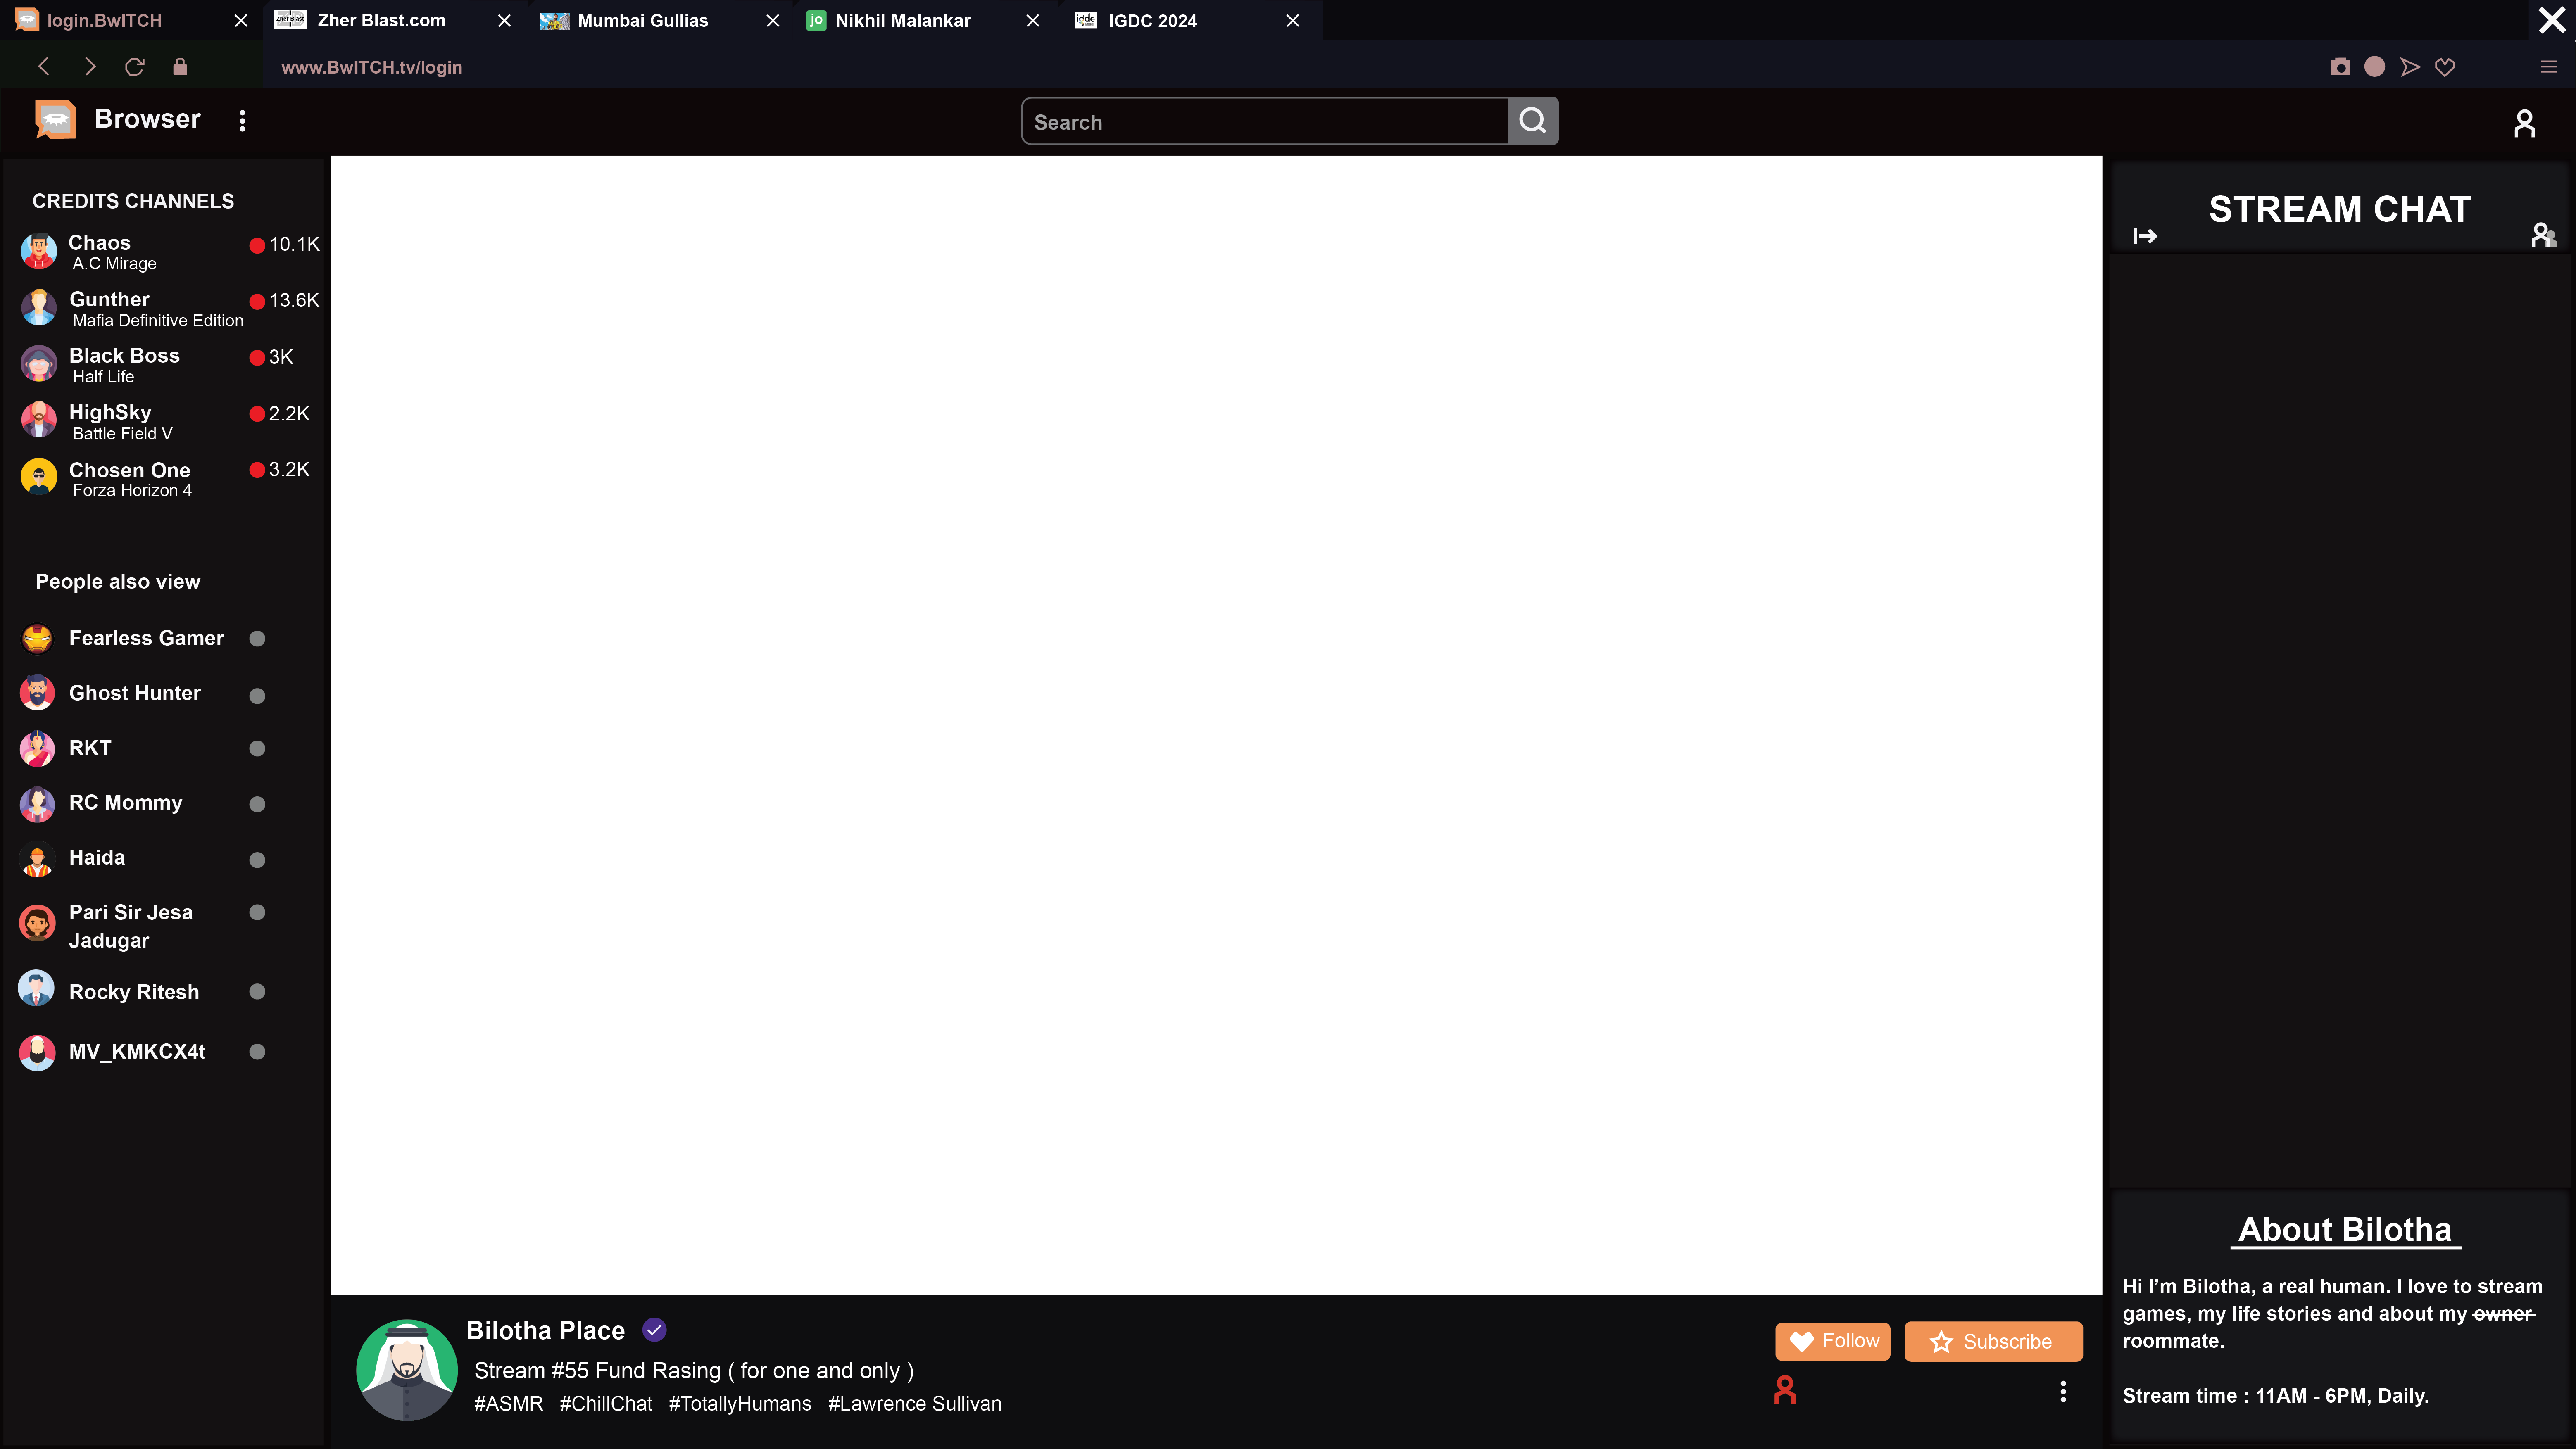 login.BwITCH
Zher Blast
Zher Blast.com
Mumbai Gullias
jo
Nikhil Malankar
igdc
IGDC 2024
www.BwITCH.tv/login
Browser
Search
CREDITS CHANNELS
Chaos
10.1K
A.C Mirage
Gunther
13.6K
Mafia Definitive Edition
Black Boss
3K
Half Life
HighSky
2.2K
Battle Field V
Chosen One
3.2K
Forza Horizon 4
People also view
Fearless Gamer
Ghost Hunter
RKT
RC Mommy
Haida
Pari Sir Jesa
Jadugar
Rocky Ritesh
MV_KMKCX4t
Bilotha Place
Stream #55 Fund Rasing ( for one and only )
#ASMR #ChillChat #TotallyHumans #Lawrence Sullivan
Follow
Subscribe
STREAM CHAT
About Bilotha
Hi I’m Bilotha, a real human. I love to stream
games, my life stories and about my owner
roommate.
Stream time : 11AM - 6PM, Daily.